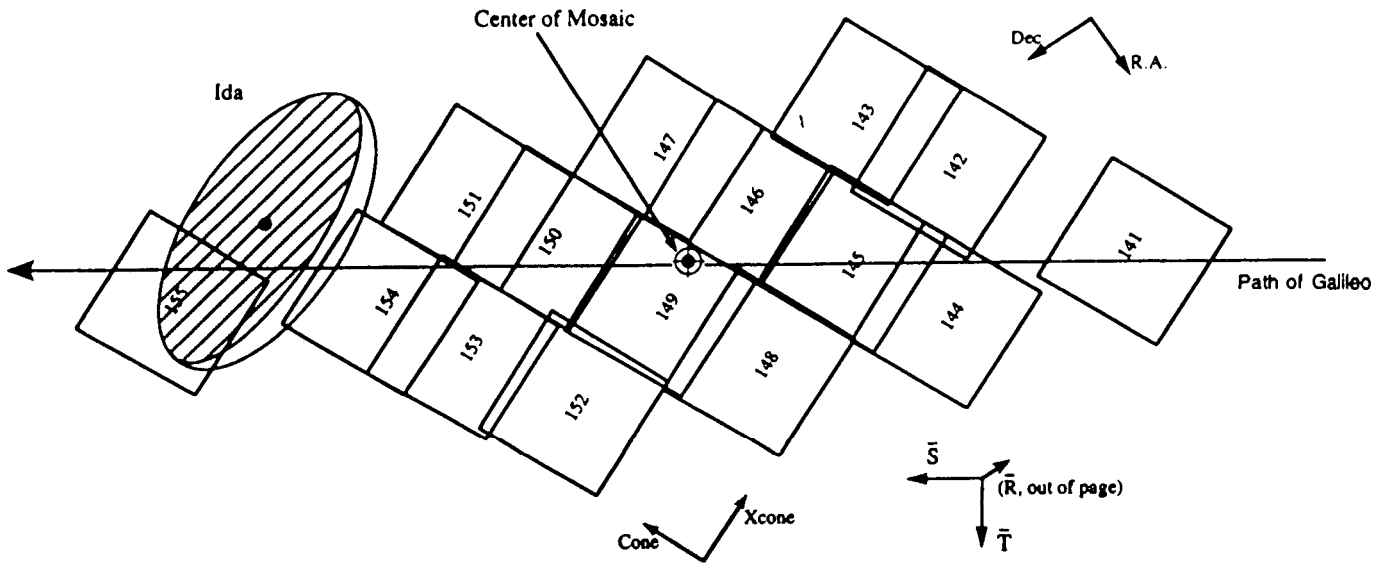 Center of Mosaic
Dec
R.A.
Ida
143
147
142
151
146
141
150
145
Path of Galileo
155
154
149
144
153
148
152
S̄
(R̄, out of page)
T̄
Xcone
Cone